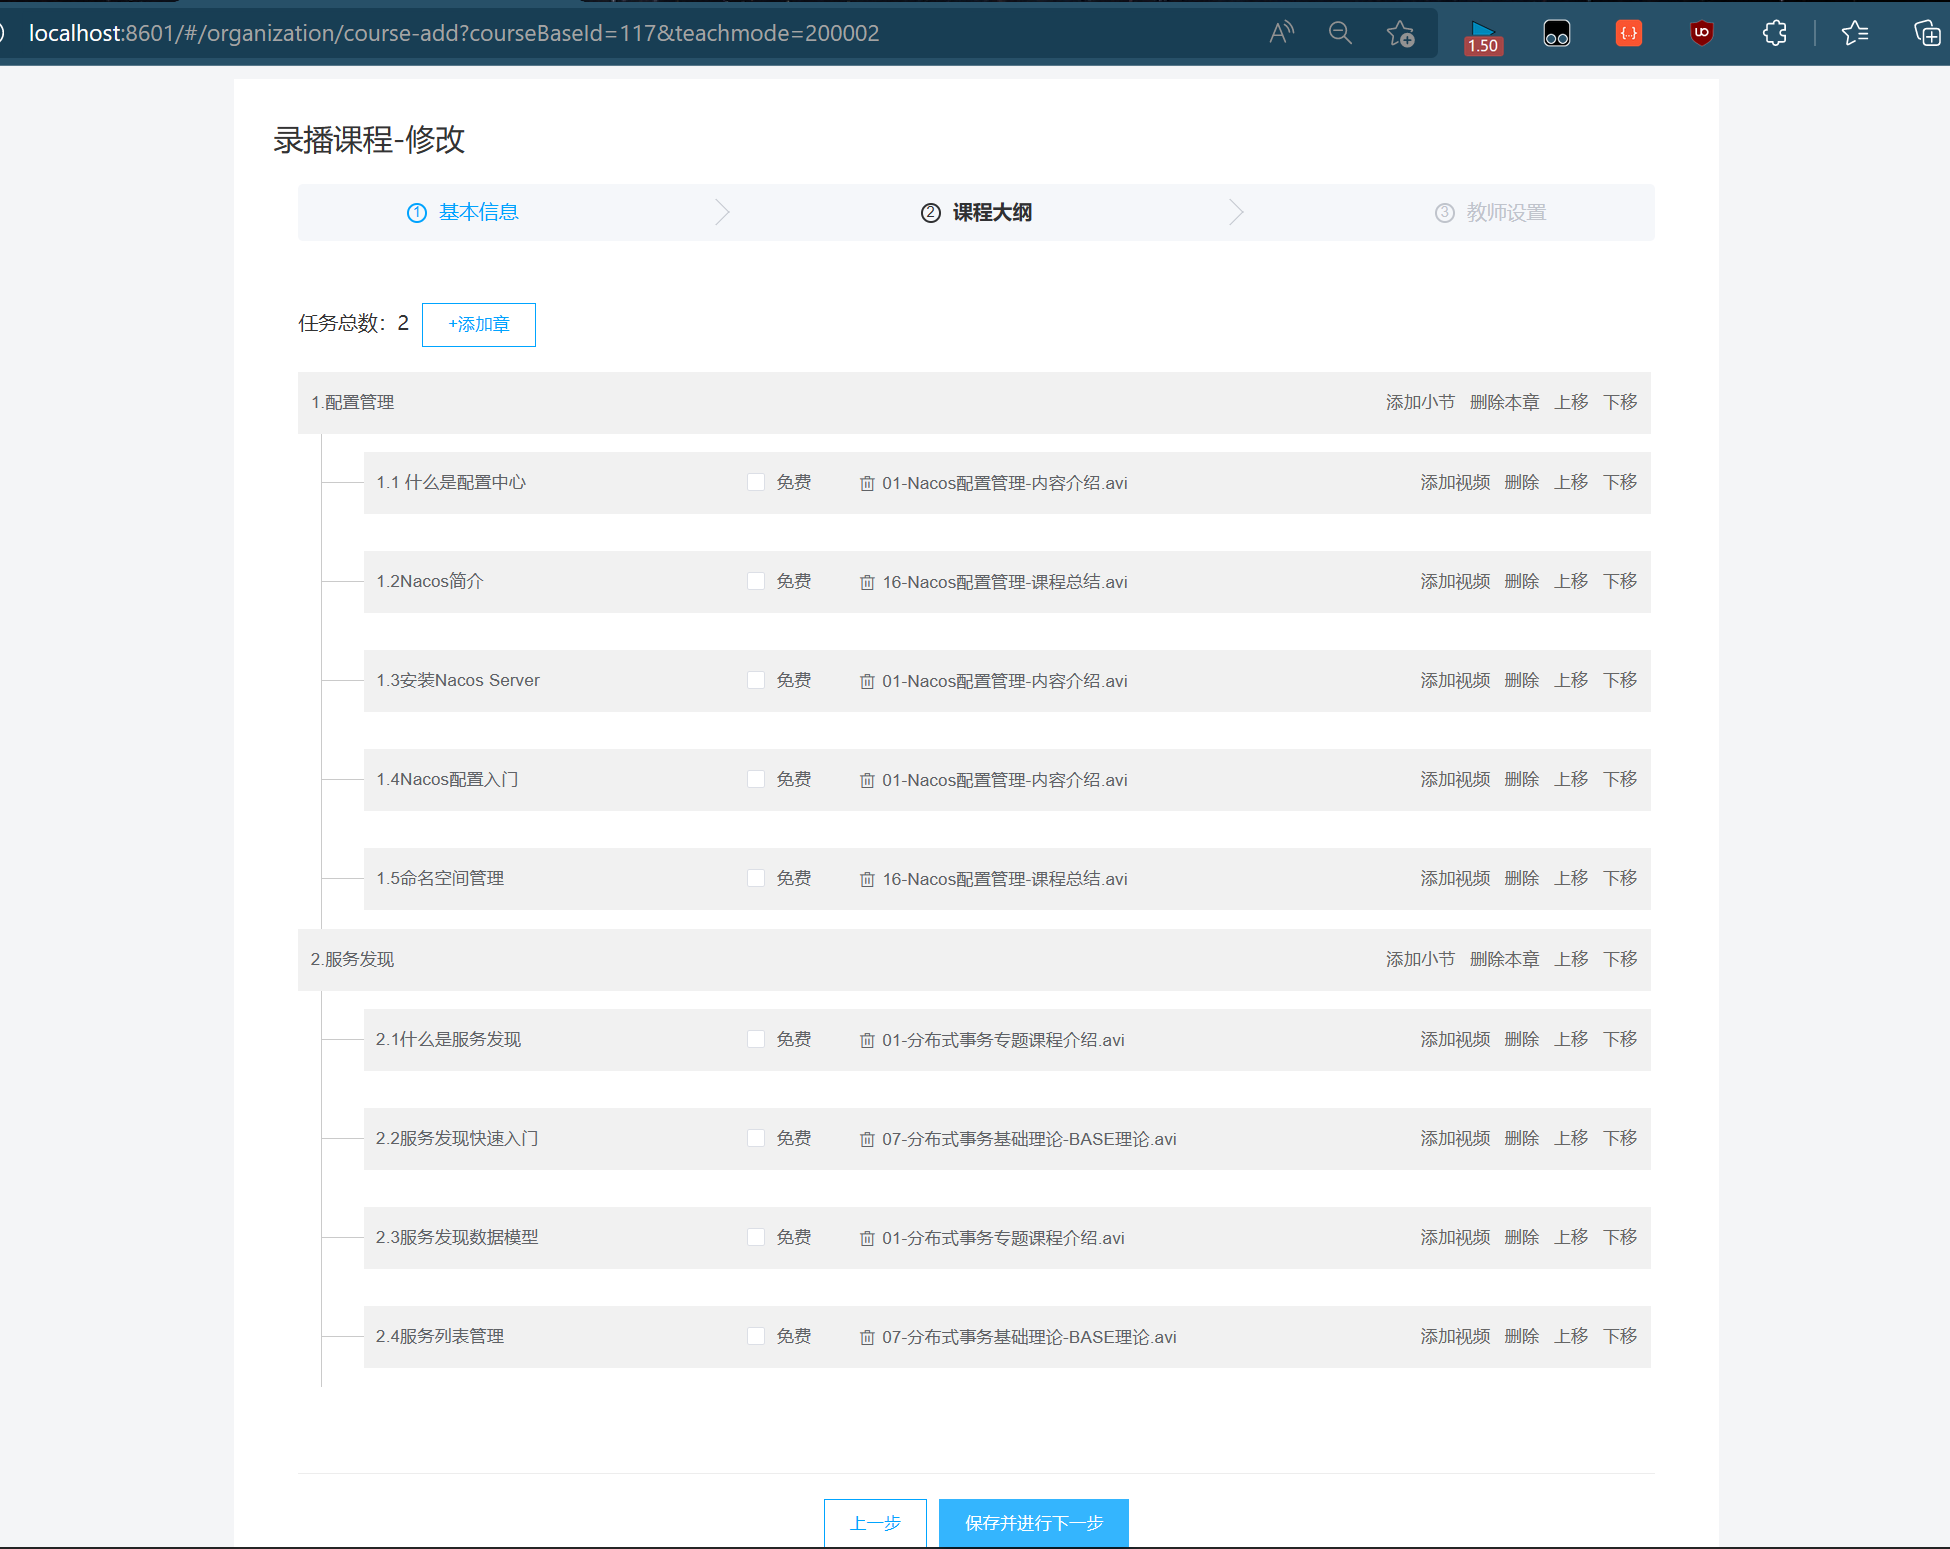 localhost:8601/#/organization/course-add?courseBaseId=117&teachmode=200002
1.50
录播课程-修改
1 基本信息
2 课程大纲
3 教师设置
任务总数：2 +添加章
1.配置管理 添加小节 删除本章 上移 下移
1.1 什么是配置中心 免费 01-Nacos配置管理-内容介绍.avi 添加视频 删除 上移 下移
1.2Nacos简介 免费 16-Nacos配置管理-课程总结.avi 添加视频 删除 上移 下移
1.3安装Nacos Server 免费 01-Nacos配置管理-内容介绍.avi 添加视频 删除 上移 下移
1.4Nacos配置入门 免费 01-Nacos配置管理-内容介绍.avi 添加视频 删除 上移 下移
1.5命名空间管理 免费 16-Nacos配置管理-课程总结.avi 添加视频 删除 上移 下移
2.服务发现 添加小节 删除本章 上移 下移
2.1什么是服务发现 免费 01-分布式事务专题课程介绍.avi 添加视频 删除 上移 下移
2.2服务发现快速入门 免费 07-分布式事务基础理论-BASE理论.avi 添加视频 删除 上移 下移
2.3服务发现数据模型 免费 01-分布式事务专题课程介绍.avi 添加视频 删除 上移 下移
2.4服务列表管理 免费 07-分布式事务基础理论-BASE理论.avi 添加视频 删除 上移 下移
上一步 保存并进行下一步